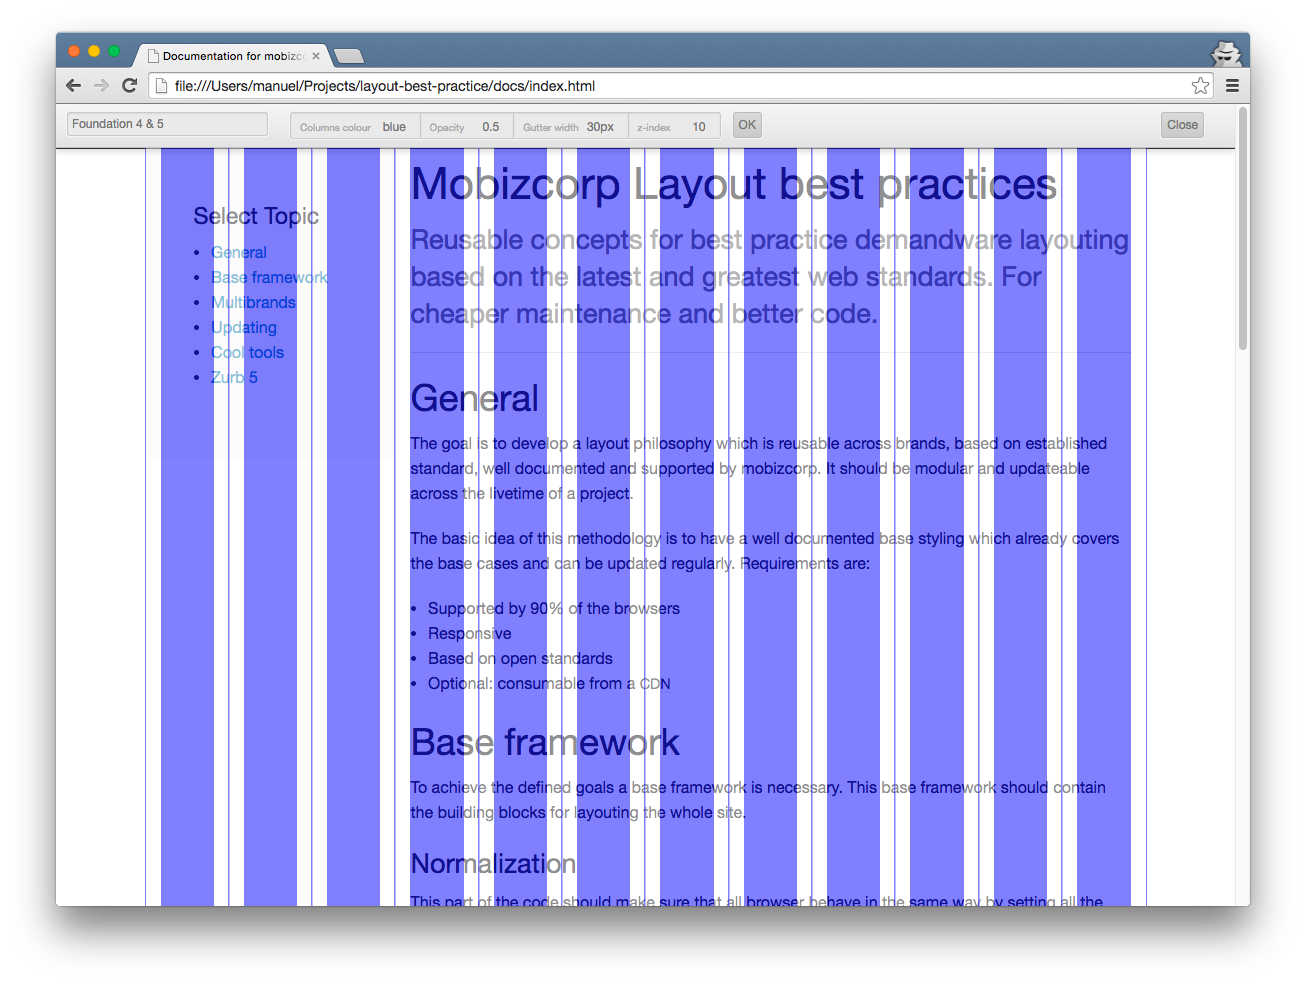 Documentation for mobizco
file:///Users/manuel/Projects/layout-best-practice/docs/index.html
Foundation 4 & 5
Columns colour blue Opacity 0.5 Gutter width 30px z-index 10 OK
Close
Select Topic
• General
• Base framework
• Multibrands
• Updating
• Cool tools
• Zurb 5
Mobizcorp Layout best practices
Reusable concepts for best practice demandware layouting
based on the latest and greatest web standards. For
cheaper maintenance and better code.
General
The goal is to develop a layout philosophy which is reusable across brands, based on established
standard, well documented and supported by mobizcorp. It should be modular and updateable
across the livetime of a project.
The basic idea of this methodology is to have a well documented base styling which already covers
the base cases and can be updated regularly. Requirements are:
• Supported by 90% of the browsers
• Responsive
• Based on open standards
• Optional: consumable from a CDN
Base framework
To achieve the defined goals a base framework is necessary. This base framework should contain
the building blocks for layouting the whole site.
Normalization
This part of the code should make sure that all browser behave in the same way by setting all the